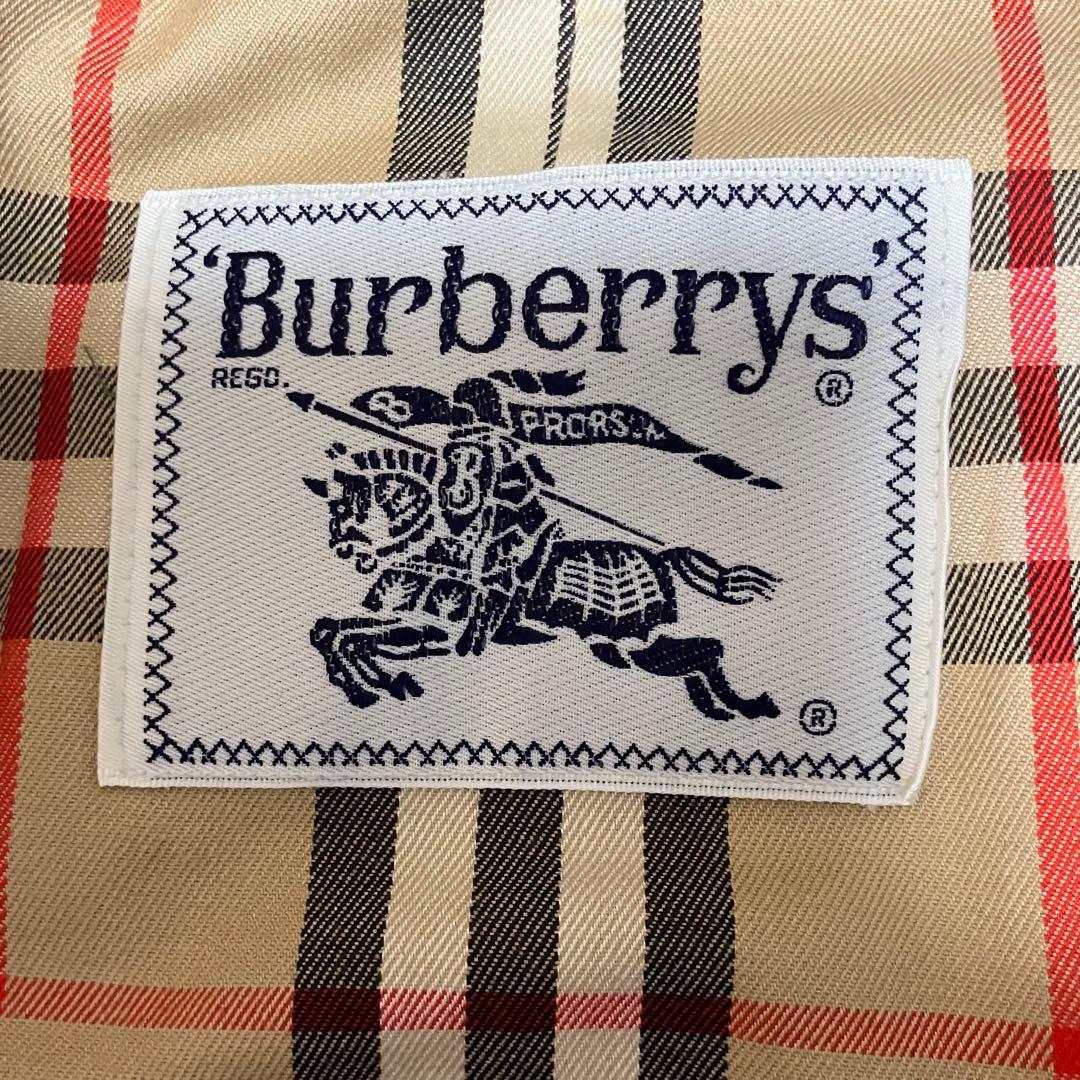 'Burberrys'
REGD.
®
B PRORSUM
B
®